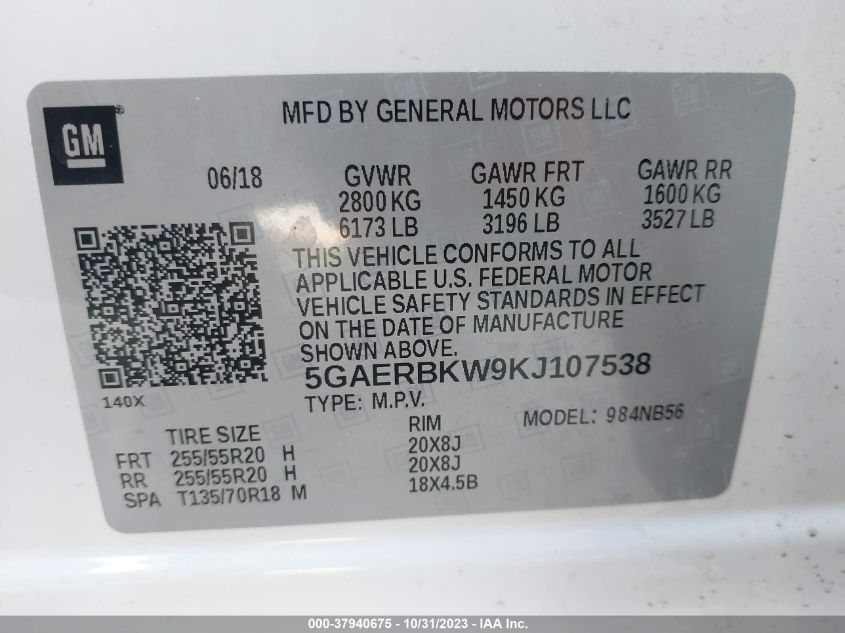 GM®
MFD BY GENERAL MOTORS LLC
06/18 GVWR GAWR FRT GAWR RR
2800 KG 1450 KG 1600 KG
6173 LB 3196 LB 3527 LB
THIS VEHICLE CONFORMS TO ALL
APPLICABLE U.S. FEDERAL MOTOR
VEHICLE SAFETY STANDARDS IN EFFECT
ON THE DATE OF MANUFACTURE
SHOWN ABOVE.
5GAERBKW9KJ107538
140X
TYPE: M.P.V. MODEL: 984NB56
TIRE SIZE RIM
FRT 255/55R20 H 20X8J
RR 255/55R20 H 20X8J
SPA T135/70R18 M 18X4.5B
000-37940675 - 10/31/2023 - IAA Inc.